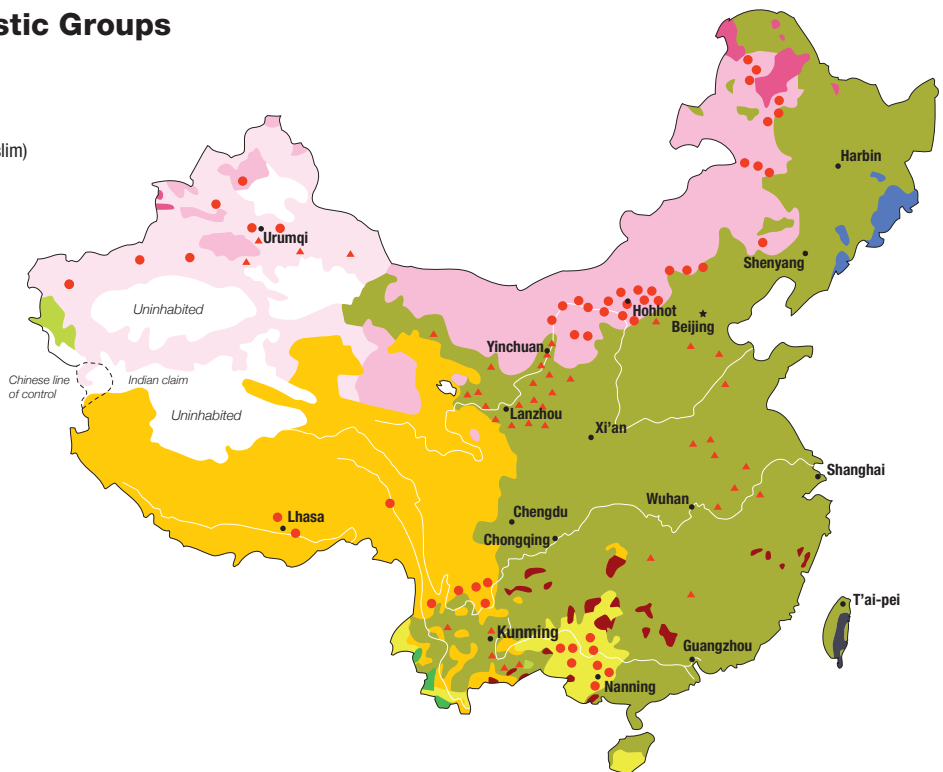 stic Groups
slim)
Harbin
Urumqi
Shenyang
Uninhabited
Hohhot
Beijing
Yinchuan
Chinese line
of control
Indian claim
Uninhabited
Lanzhou
Xi'an
Shanghai
Wuhan
Lhasa
Chengdu
Chongqing
T'ai-pei
Kunming
Guangzhou
Nanning